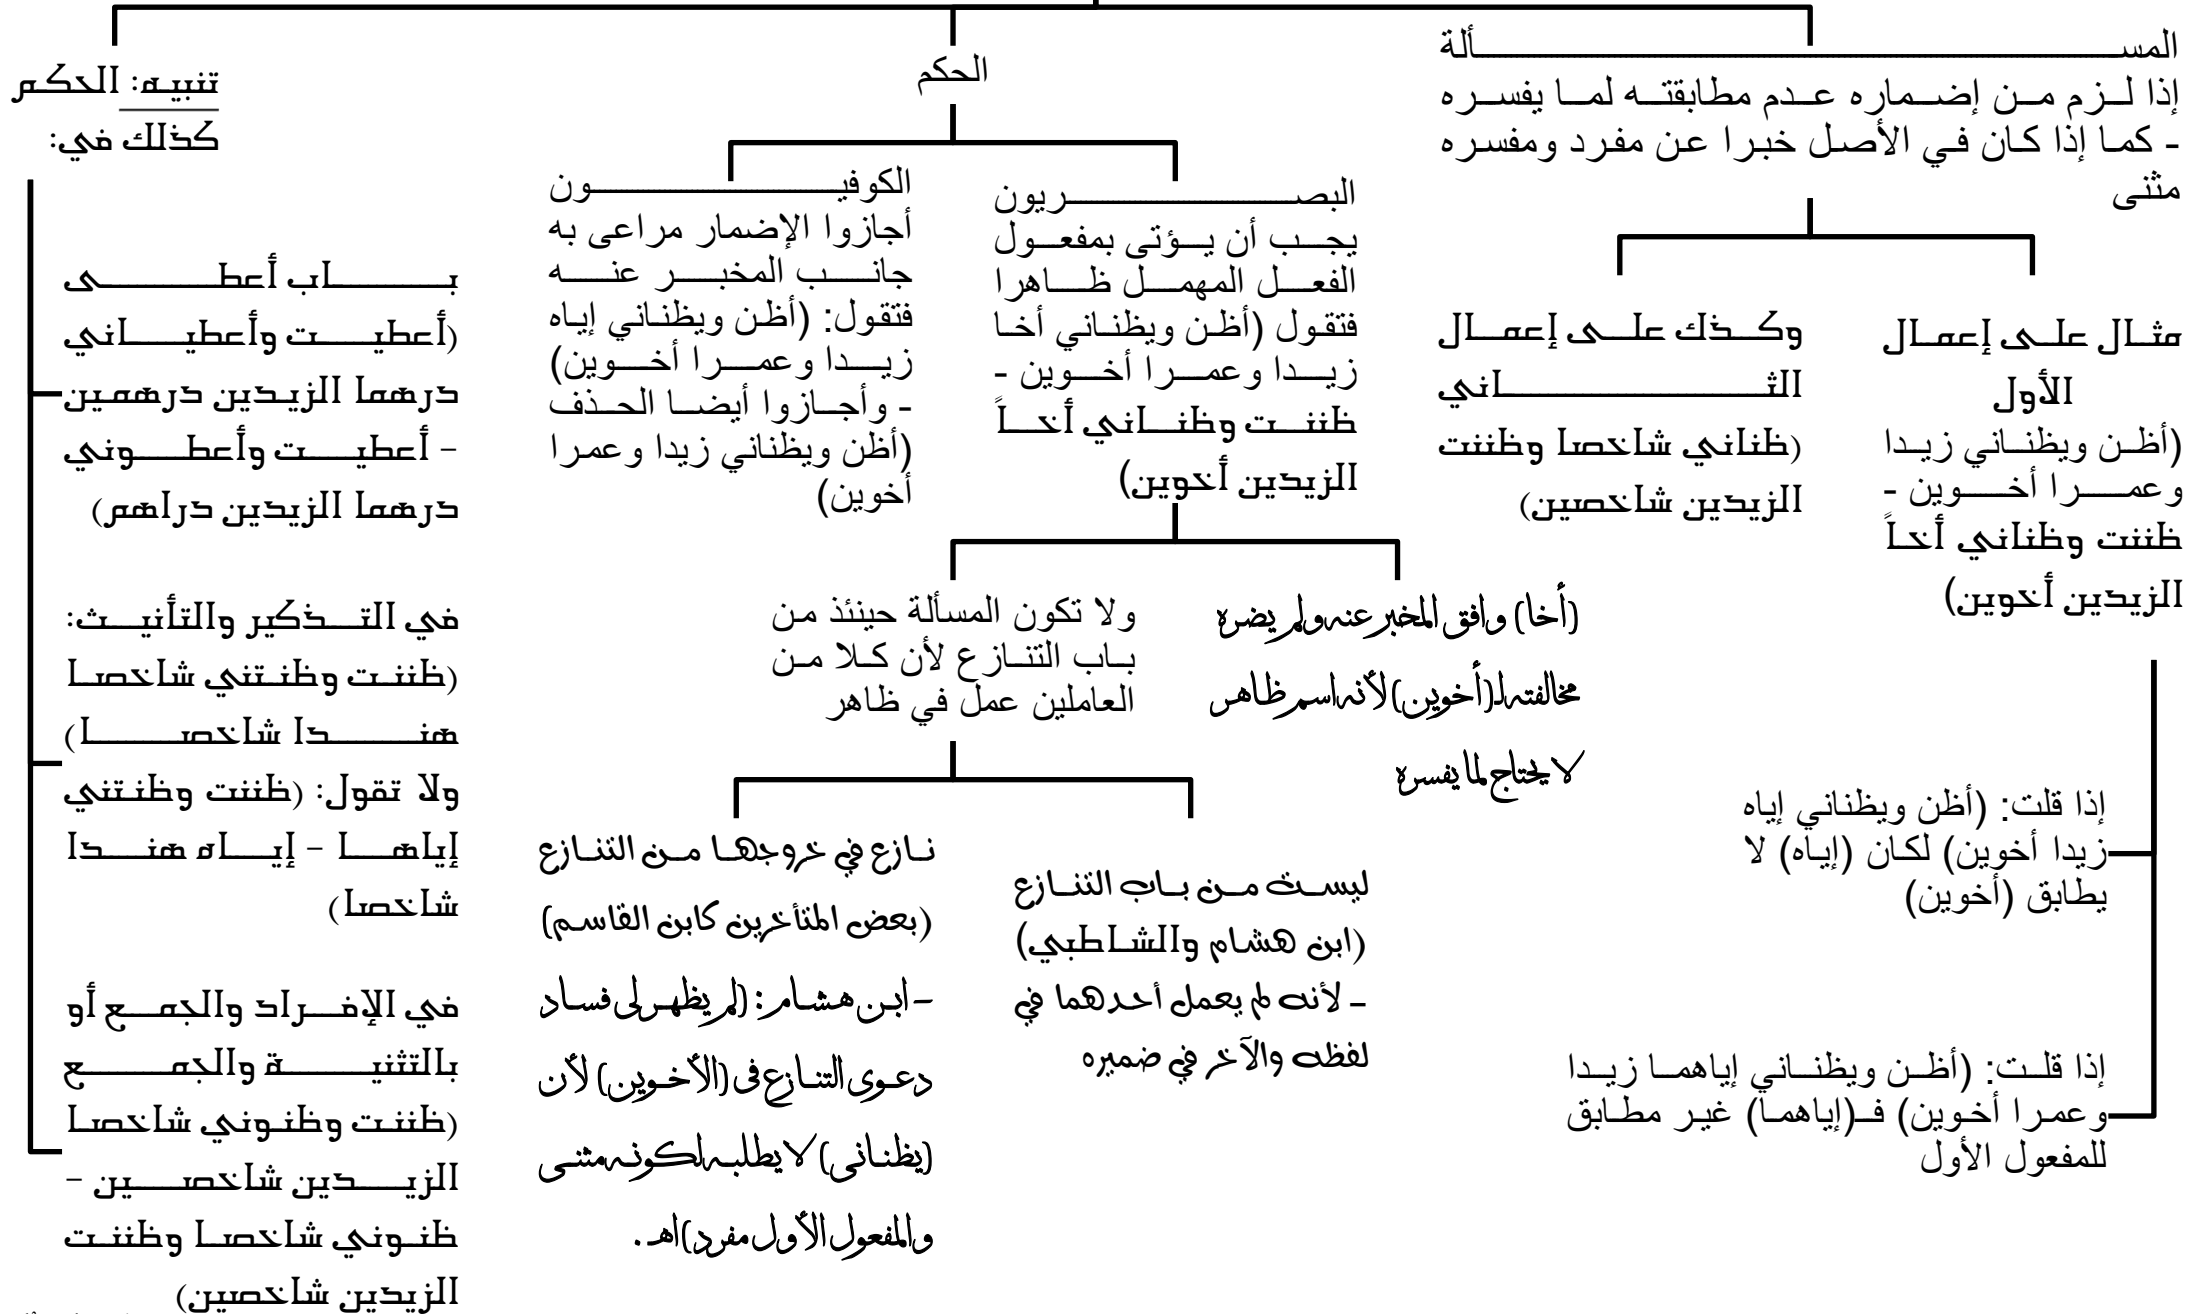 المسألة
إذا لزم من إضماره عدم مطابقته لما يفسره
- كما إذا كان في الأصل خبرا عن مفرد ومفسره
مثنى
مثال على إعمال
الأول
(أظن ويظناني زيدا
وعمرا أخوين -
ظننت وظناني أخاً
الزيدين أخوين)
إذا قلت: (أظن ويظناني إياه
زيدا أخوين) لكان (إياه) لا
يطابق (أخوين)
إذا قلت: (أظن ويظناني إياهما زيدا
وعمرا أخوين) فـ(إياهما) غير مطابق
للمفعول الأول
وكذك على إعمال
الثاني
(ظناني شاخصا وظننت
الزيدين شاخصين)
الحكم
البصريون
يجب أن يؤتى بمفعول
الفعل المهمل ظاهرا
فتقول (أظن ويظناني أخا
زيدا وعمرا أخوين -
ظننت وظناني أخاً
الزيدين أخوين)
(أخا) وافق المخبر عنه ولم يضره
مخالفته لـ(أخوين) لأنه اسم ظاهر
لا يحتاج لما يفسره
ولا تكون المسألة حينئذ من
باب التنازع لأن كلا من
العاملين عمل في ظاهر
ليست من باب التنازع
(ابن هشام والشاطبي)
- لأنه لم يعمل أحدهما في
لفظه والآخر في ضميره
نازع في خروجها من التنازع
(بعض المتأخرين كابن القاسم)
- ابن هشام: (لم يظهر لى فساد
دعوى التنازع فى (الأخوين) لأن
(يظنانى) لا يطلبه لكونه مثنى
والمفعول الأول مفرد) اهـ.
الكوفيون
أجازوا الإضمار مراعى به
جانب المخبر عنه
فتقول: (أظن ويظناني إياه
زيدا وعمرا أخوين)
- وأجازوا أيضا الحذف
(أظن ويظناني زيدا وعمرا
أخوين)
تنبيه: الحكم
كذلك في:
باب أعطى
(أعطيت وأعطياني
درهما الزيدين درهمين
- أعطيت وأعطوني
درهما الزيدين دراهم)
في التذكير والتأنيث:
(ظننت وظنتني شاخصا
هندا شاخصا)
ولا تقول: (ظننت وظنتني
إياها - إياه هندا
شاخصا)
في الإفراد والجمع أو
بالتثنية والجمع
(ظننت وظنوني شاخصا
الزيدين شاخصين -
ظنوني شاخصا وظننت
الزيدين شاخصين)